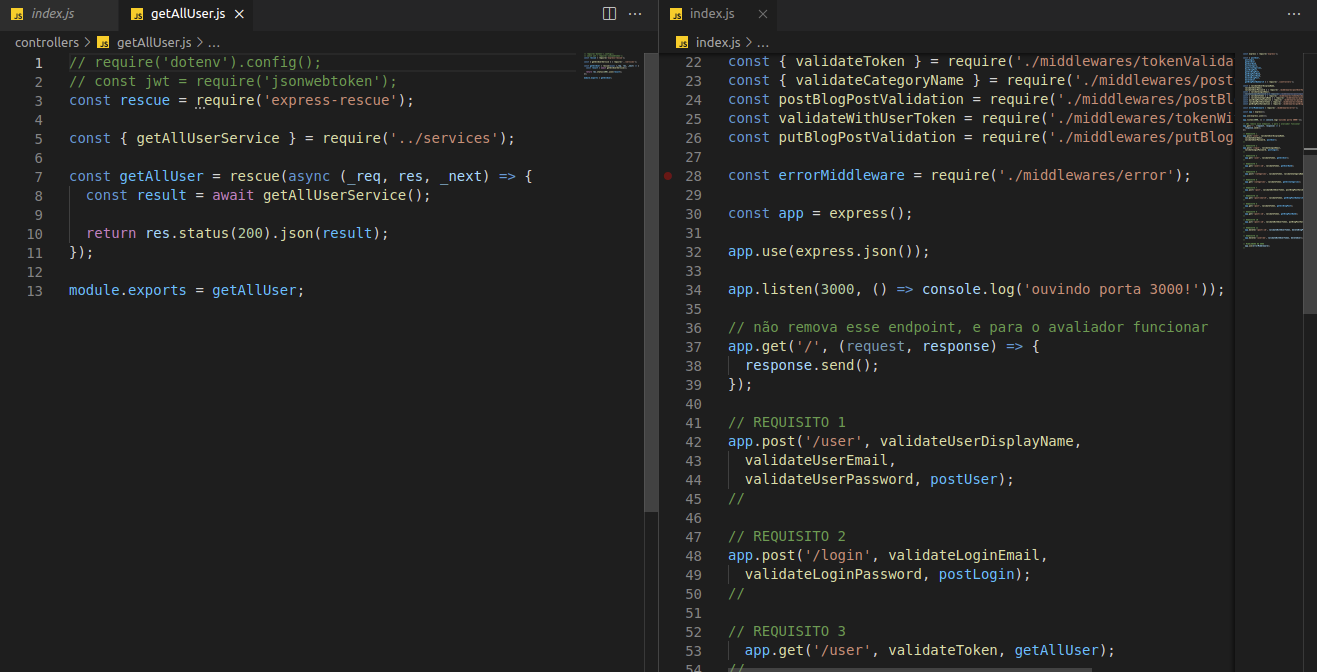 index.js
getAllUser.js
controllers > getAllUser.js > ...
1 // require('dotenv').config();
2 // const jwt = require('jsonwebtoken');
3 const rescue = require('express-rescue');
4
5 const { getAllUserService } = require('../services');
6
7 const getAllUser = rescue(async (_req, res, _next) => {
8 const result = await getAllUserService();
9
10 return res.status(200).json(result);
11 });
12
13 module.exports = getAllUser;
index.js
index.js > ...
22 const { validateToken } = require('./middlewares/tokenValida
23 const { validateCategoryName } = require('./middlewares/post
24 const postBlogPostValidation = require('./middlewares/postBl
25 const validateWithUserToken = require('./middlewares/tokenWi
26 const putBlogPostValidation = require('./middlewares/putBlog
27
28 const errorMiddleware = require('./middlewares/error');
29
30 const app = express();
31
32 app.use(express.json());
33
34 app.listen(3000, () => console.log('ouvindo porta 3000!'));
35
36 // não remova esse endpoint, e para o avaliador funcionar
37 app.get('/', (request, response) => {
38 response.send();
39 });
40
41 // REQUISITO 1
42 app.post('/user', validateUserDisplayName,
43 validateUserEmail,
44 validateUserPassword, postUser);
45 //
46
47 // REQUISITO 2
48 app.post('/login', validateLoginEmail,
49 validateLoginPassword, postLogin);
50 //
51
52 // REQUISITO 3
53 app.get('/user', validateToken, getAllUser);
54 //